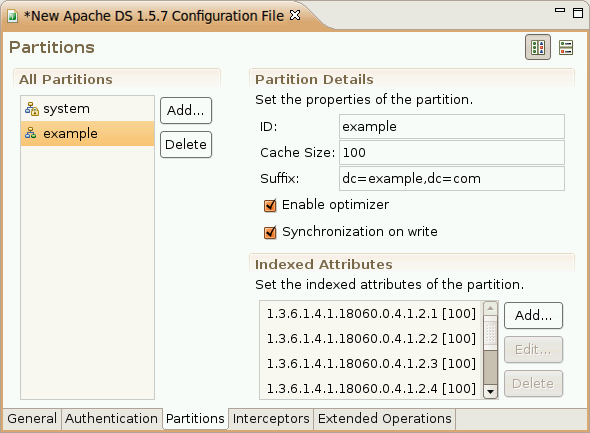 *New Apache DS 1.5.7 Configuration File
Partitions
All Partitions
system
example
Add...
Delete
Partition Details
Set the properties of the partition.
ID: example
Cache Size: 100
Suffix: dc=example,dc=com
Enable optimizer
Synchronization on write
Indexed Attributes
Set the indexed attributes of the partition.
1.3.6.1.4.1.18060.0.4.1.2.1 [100]
1.3.6.1.4.1.18060.0.4.1.2.2 [100]
1.3.6.1.4.1.18060.0.4.1.2.3 [100]
1.3.6.1.4.1.18060.0.4.1.2.4 [100]
Add...
Edit...
Delete
General Authentication Partitions Interceptors Extended Operations